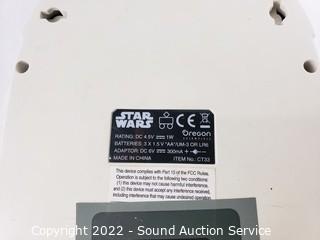 STAR
WARS
Oregon
SCIENTIFIC
RATING: DC 4.5V 1W
BATTERIES: 3 X 1.5 V "AA"/UM-3 OR LR6
ADAPTOR: DC 6V 300mA
MADE IN CHINA ITEM No: CT33
This device complies with Part 15 of the FCC Rules.
Operation is subject to the following two conditions:
(1) this device may not cause harmful interference,
and (2) this device must accept any interference
received, including interference that may
cause undesired operation.
Copyright 2022 - Sound Auction Service